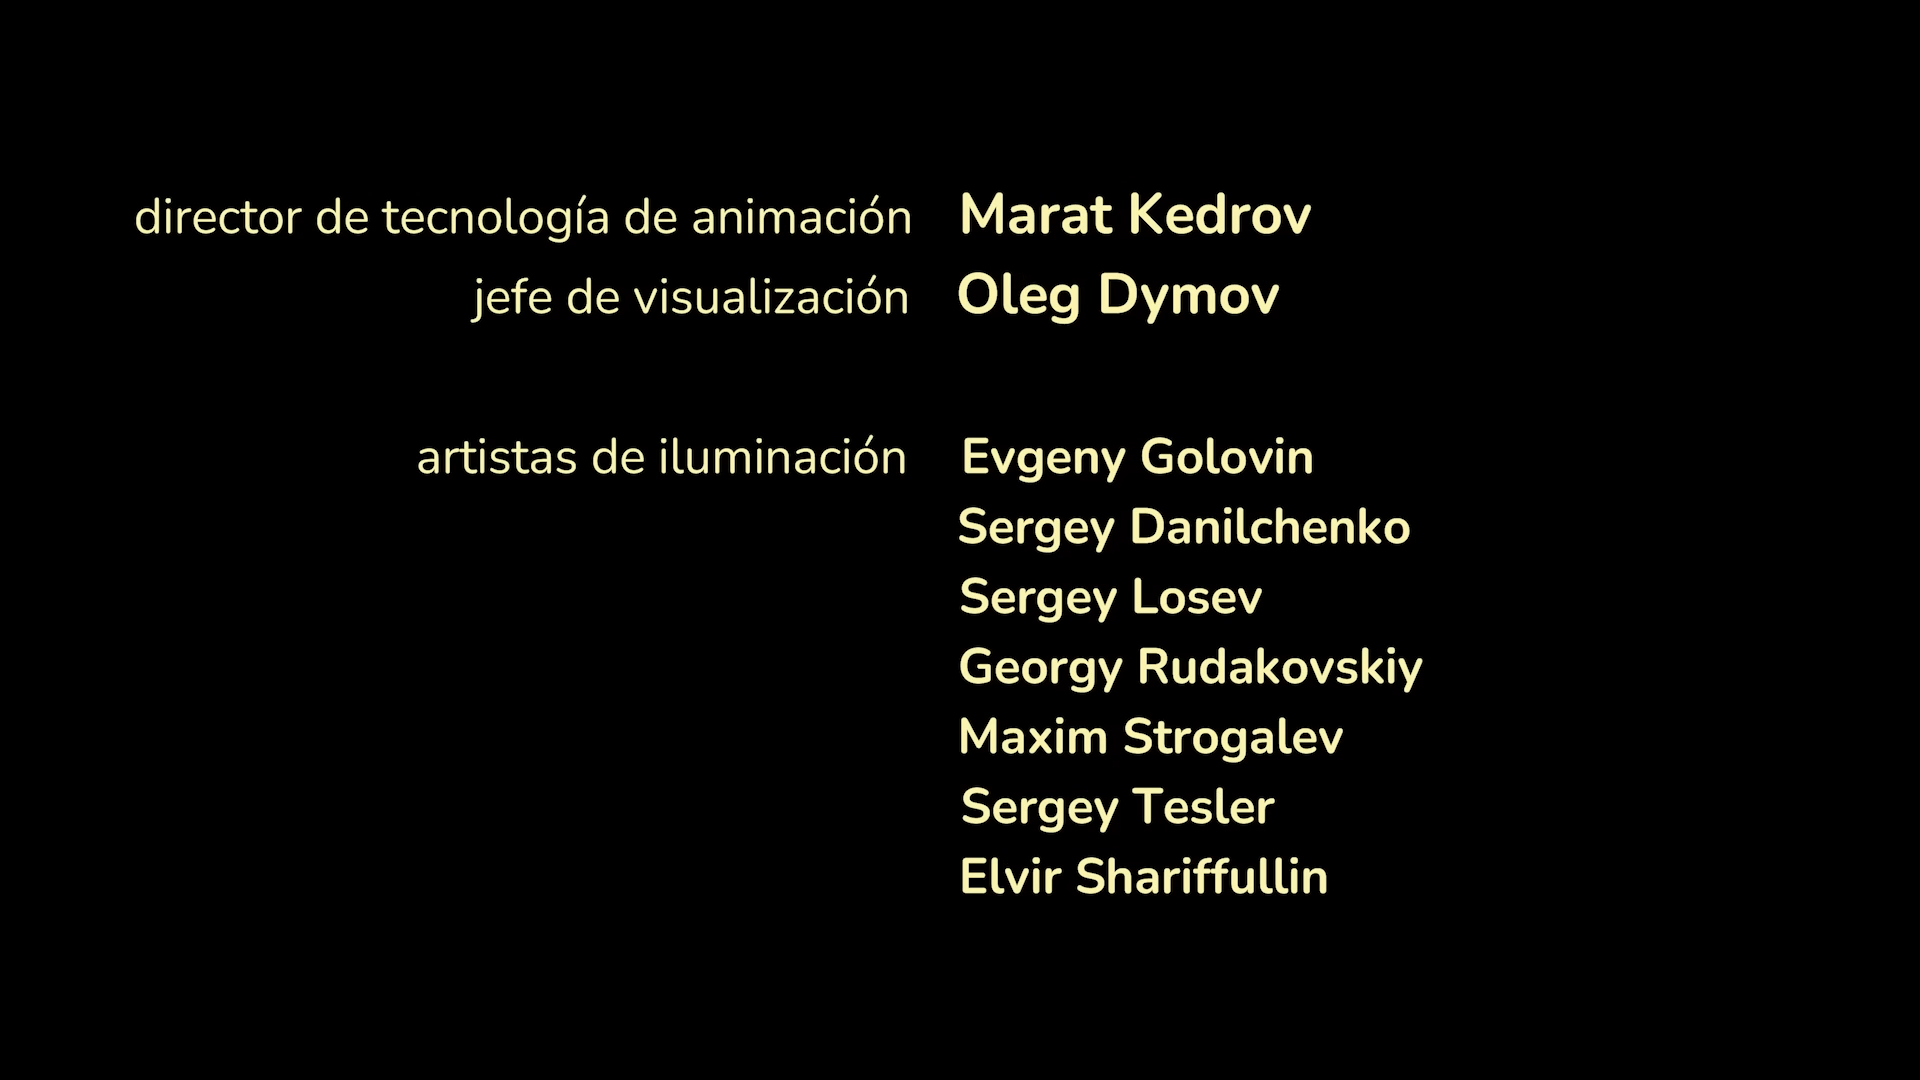 director de tecnología de animación Marat Kedrov
jefe de visualización Oleg Dymov
artistas de iluminación Evgeny Golovin
Sergey Danilchenko
Sergey Losev
Georgy Rudakovskiy
Maxim Strogalev
Sergey Tesler
Elvir Shariffullin